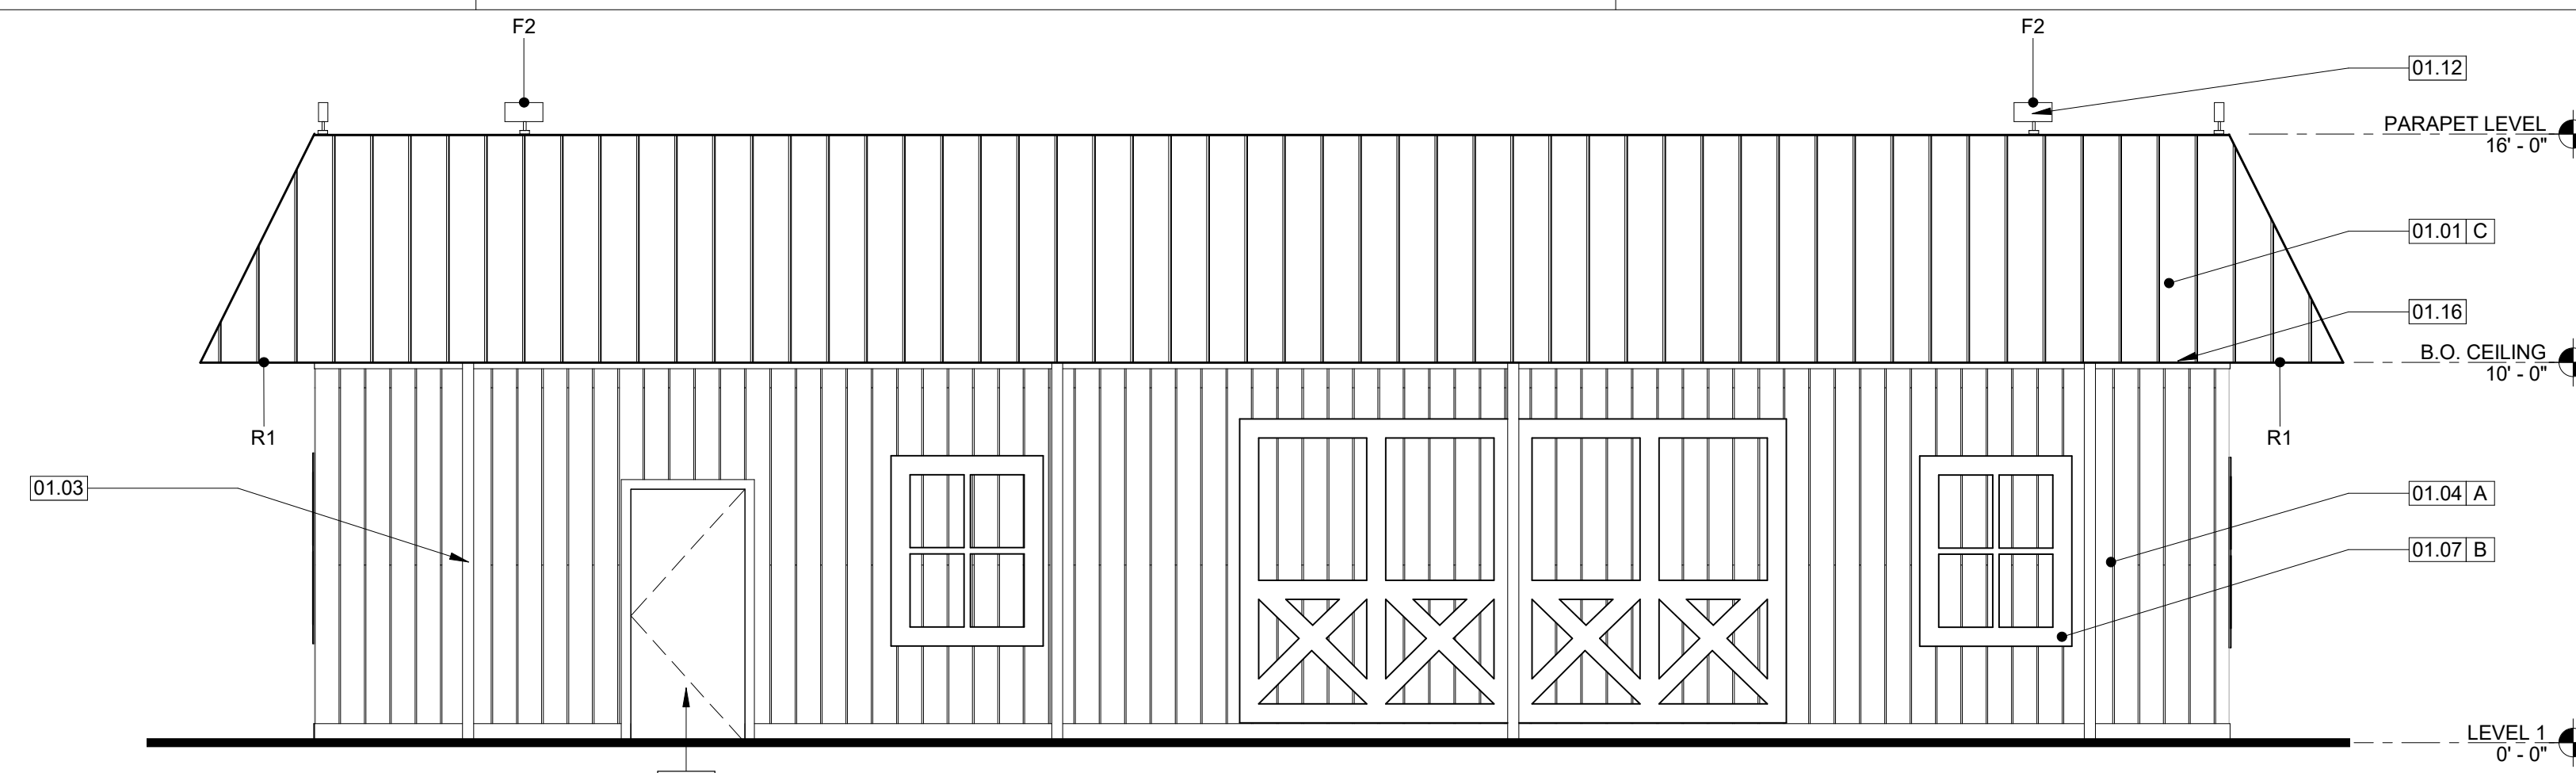 F2
F2
01.12
PARAPET LEVEL
16' - 0"
01.01 C
01.16
B.O. CEILING
10' - 0"
R1
R1
01.03
01.04 A
01.07 B
LEVEL 1
0' - 0"